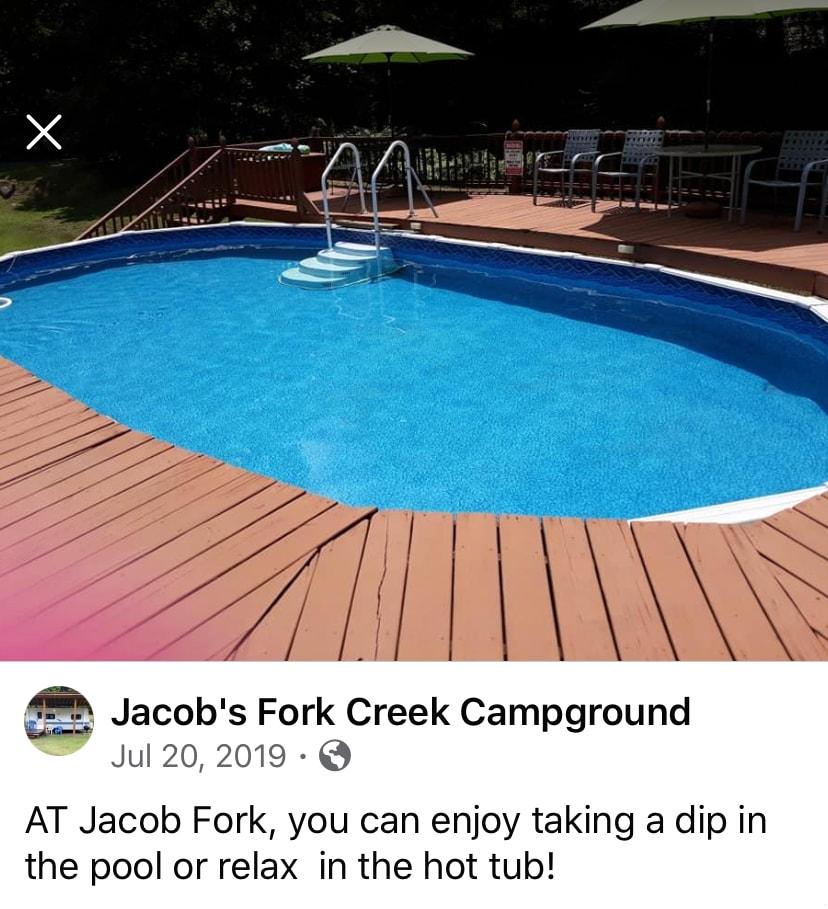 Jacob's Fork Creek Campground
Jul 20, 2019 ·
AT Jacob Fork, you can enjoy taking a dip in
the pool or relax  in the hot tub!